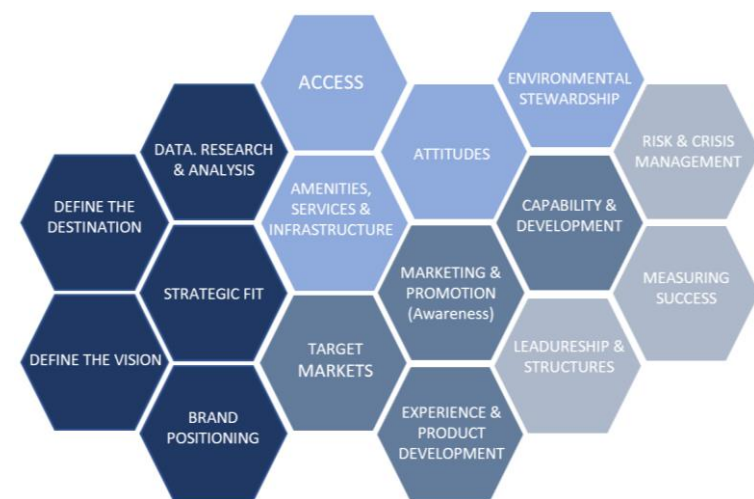 ACCESS
ENVIRONMENTAL
STEWARDSHIP
DATA. RESEARCH
& ANALYSIS
ATTITUDES
RISK & CRISIS
MANAGEMENT
DEFINE THE
DESTINATION
AMENITIES,
SERVICES &
INFRASTRUCTURE
CAPABILITY &
DEVELOPMENT
STRATEGIC FIT
MARKETING &
PROMOTION
(Awareness)
MEASURING
SUCCESS
DEFINE THE VISION
TARGET
MARKETS
LEADURESHIP &
STRUCTURES
BRAND
POSITIONING
EXPERIENCE &
PRODUCT
DEVELOPMENT